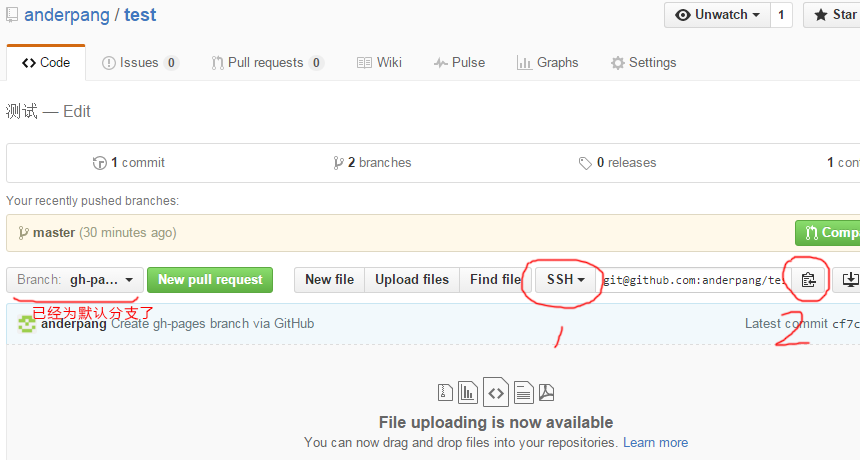 anderpang / test
Unwatch 1 Star
Code Issues 0 Pull requests 0 Wiki Pulse Graphs Settings
测试 — Edit
1 commit 2 branches 0 releases 1
Your recently pushed branches:
master (30 minutes ago)
Branch: gh-pa... New pull request New file Upload files Find file SSH git@github.com:anderpang/te
已经为默认分支了
anderpang Create gh-pages branch via GitHub Latest commit cf7c
1 2
File uploading is now available
You can now drag and drop files into your repositories. Learn more